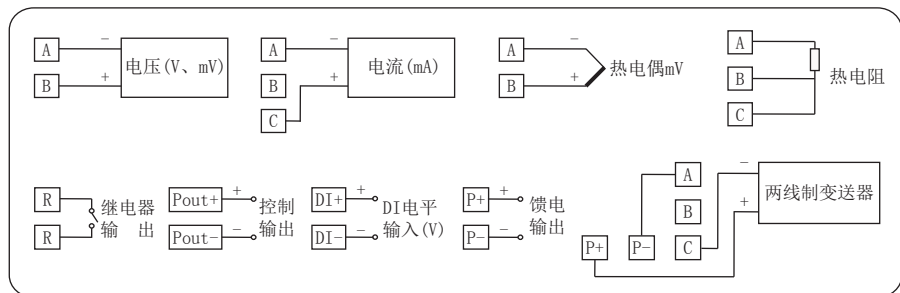 A － 电压(V、mV)
B ＋
A － 电流(mA)
B ＋
C
A － 热电偶mV
B ＋
A
B 热电阻
C
R 继电器
R 输 出
Pout+ + 控制
Pout- － 输出
DI+ + DI电平
DI- － 输入(V)
P+ + 馈电
P- － 输出
A － 两线制变送器
B ＋
C
P+ P-